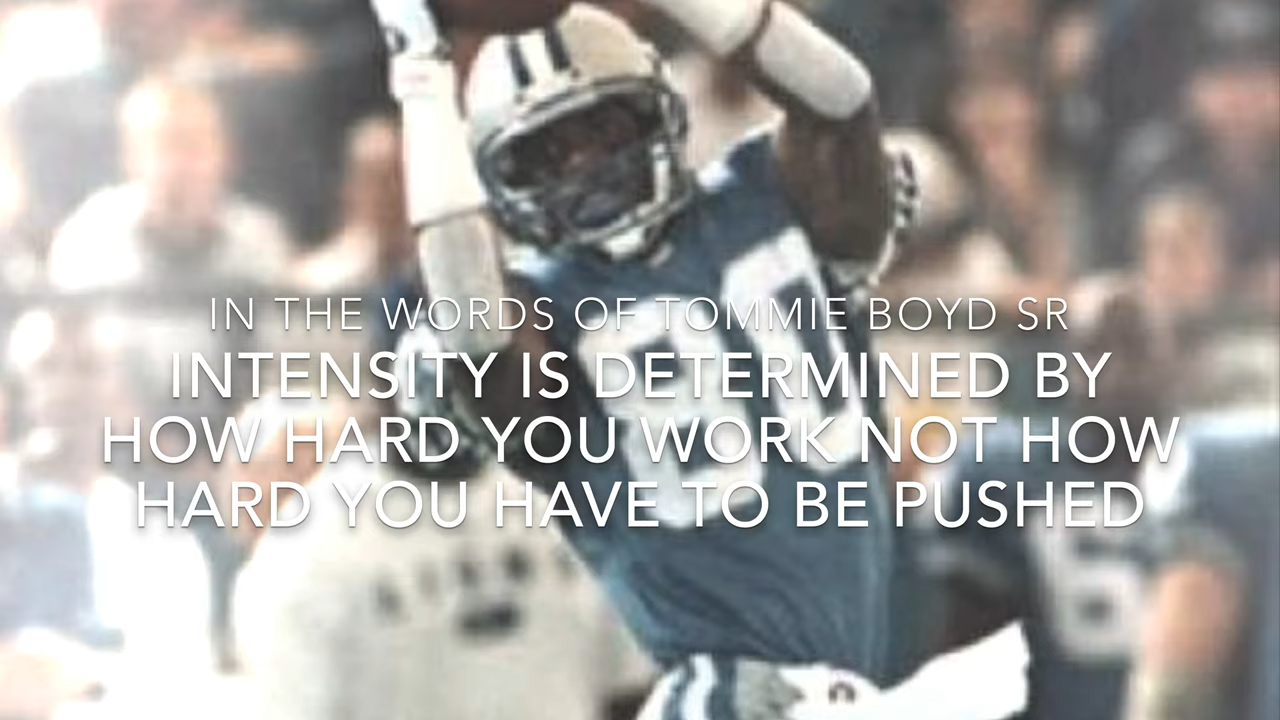 IN THE WORDS OF TOMMIE BOYD SR
INTENSITY IS DETERMINED BY
HOW HARD YOU WORK NOT HOW
HARD YOU HAVE TO BE PUSHED
80